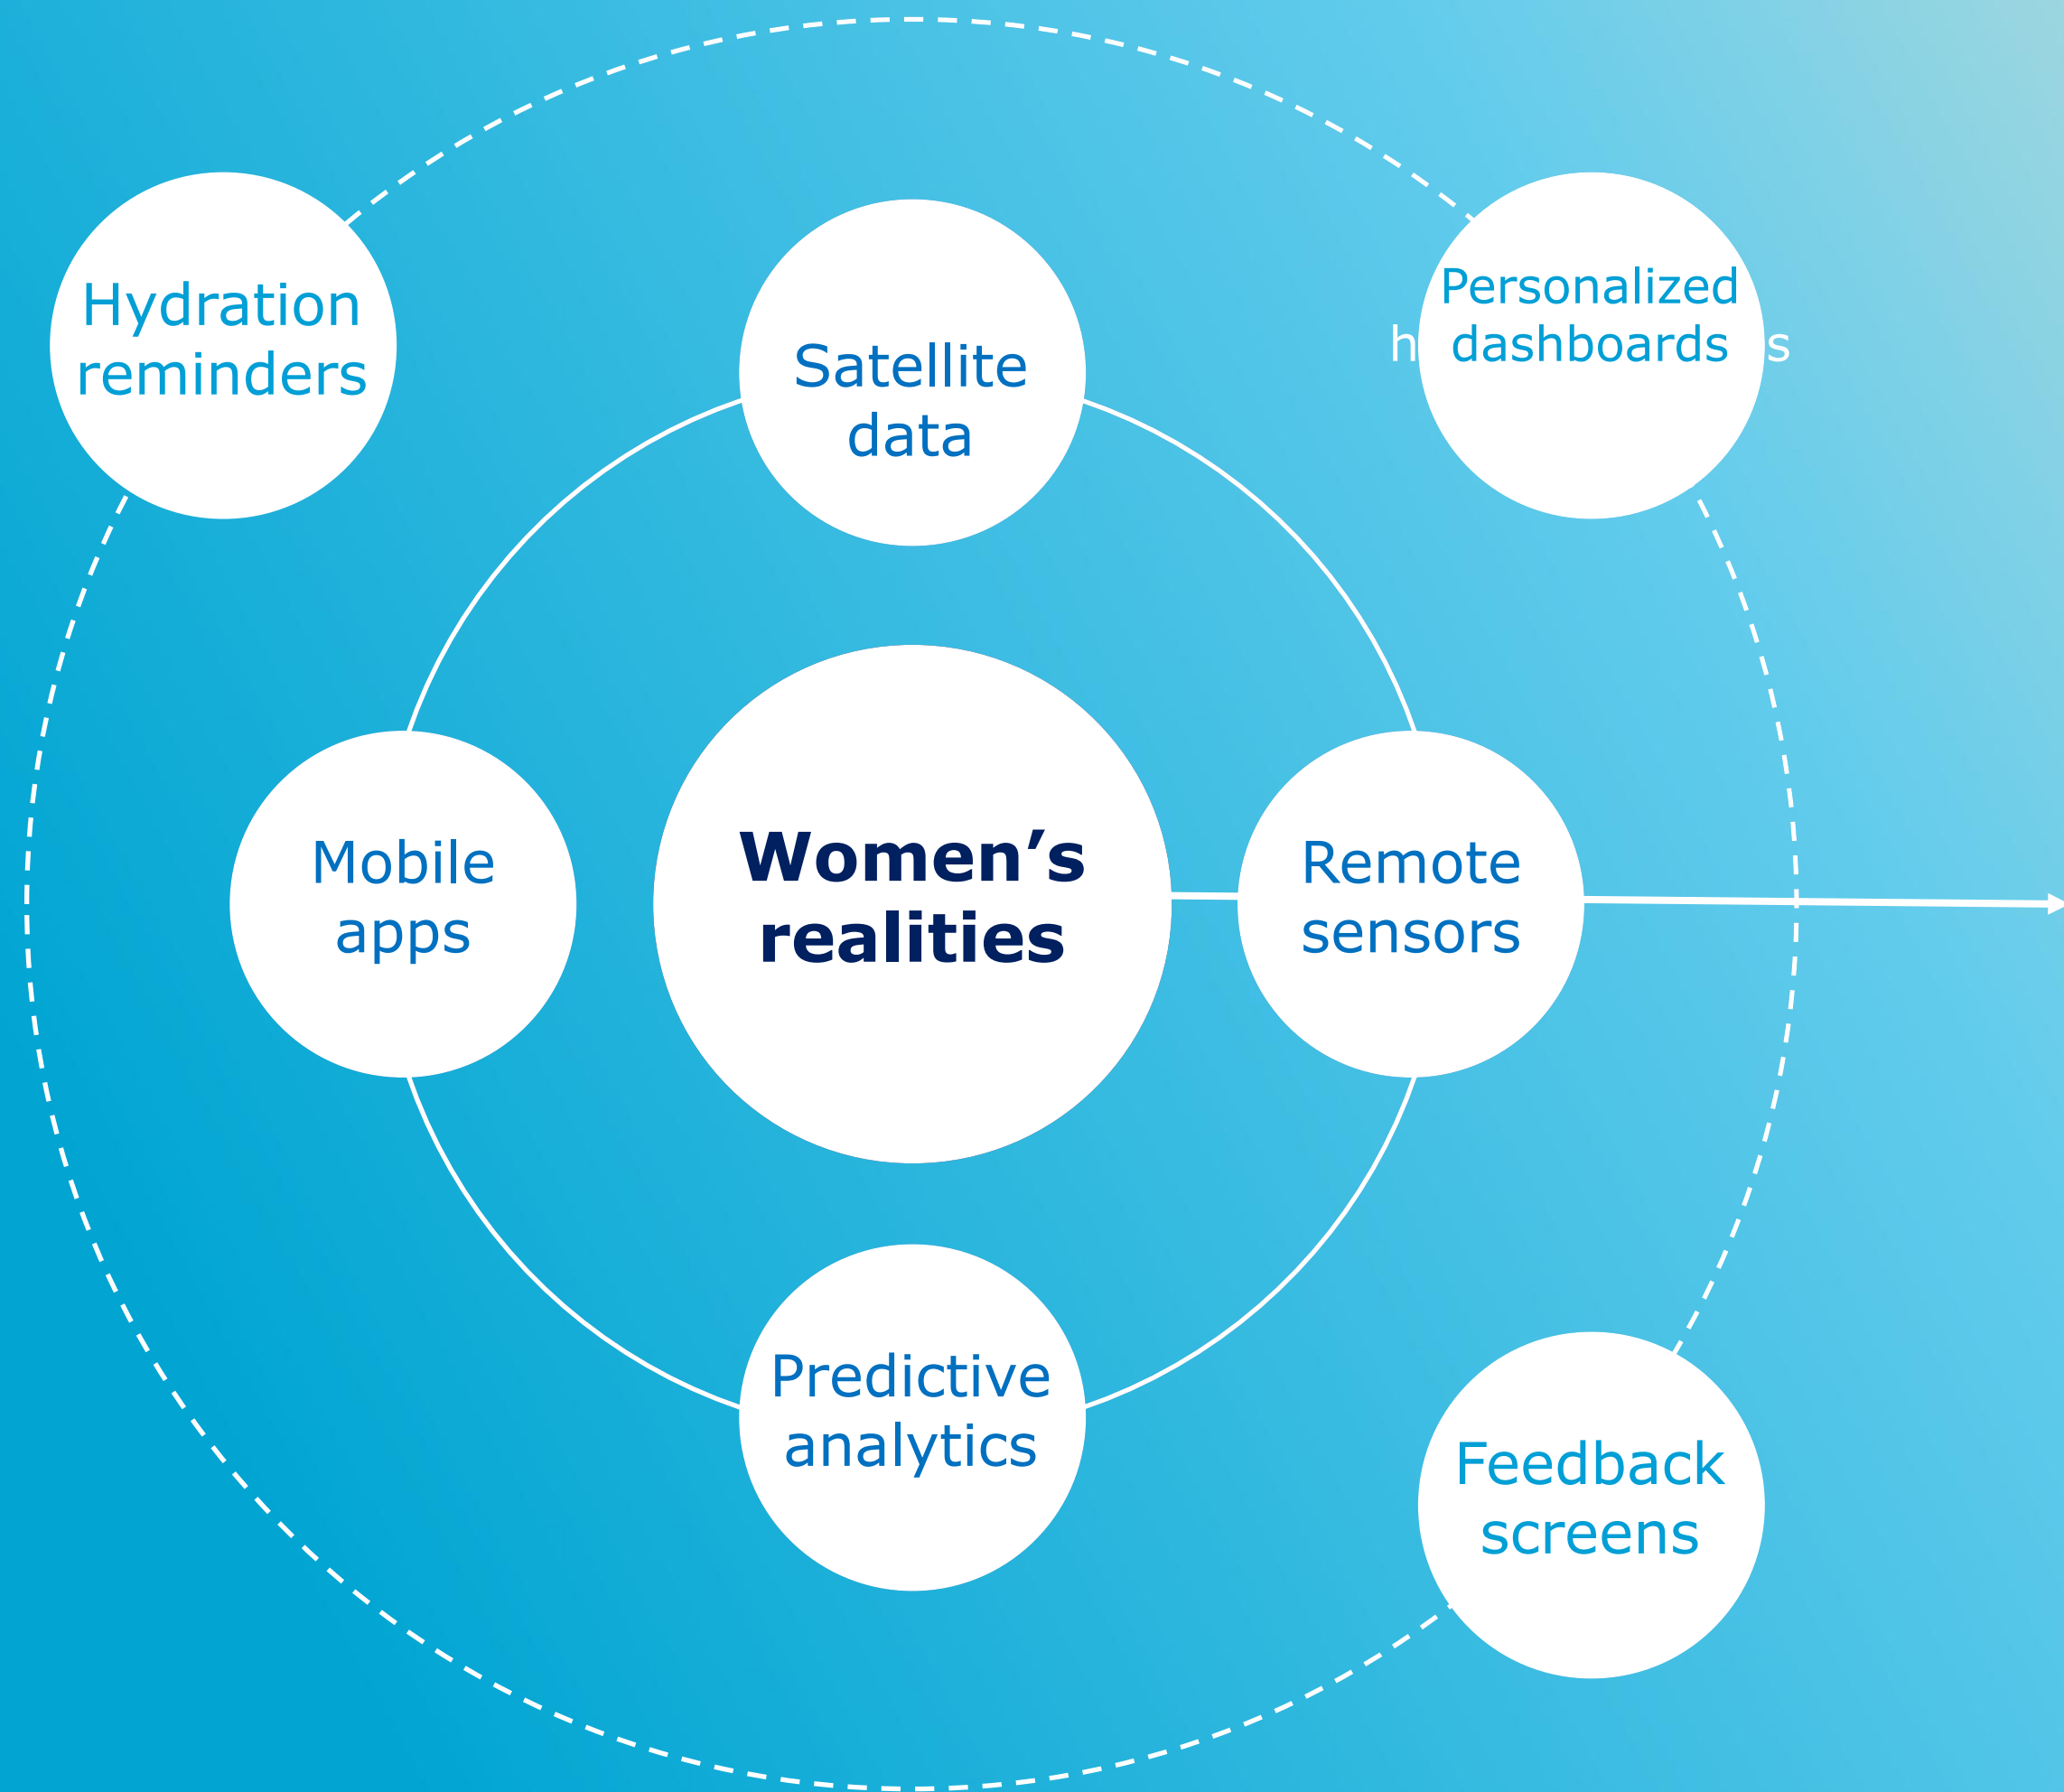 Hydration
reminders
Satellite
data
Personalized
dashboards
Mobile
apps
Women’s
realities
Remote
sensors
Predictive
analytics
Feedback
screens